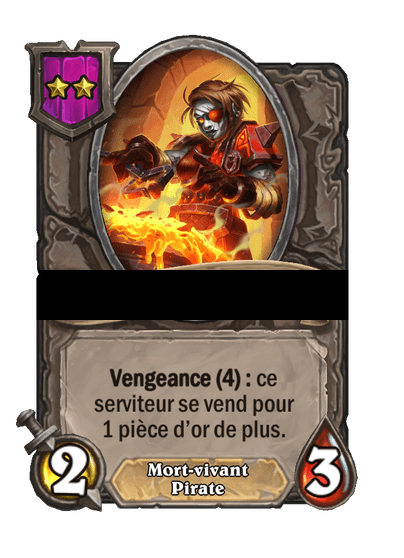 Vengeance (4) : ce
serviteur se vend pour
1 pièce d'or de plus.
2
Mort-vivant
Pirate
3